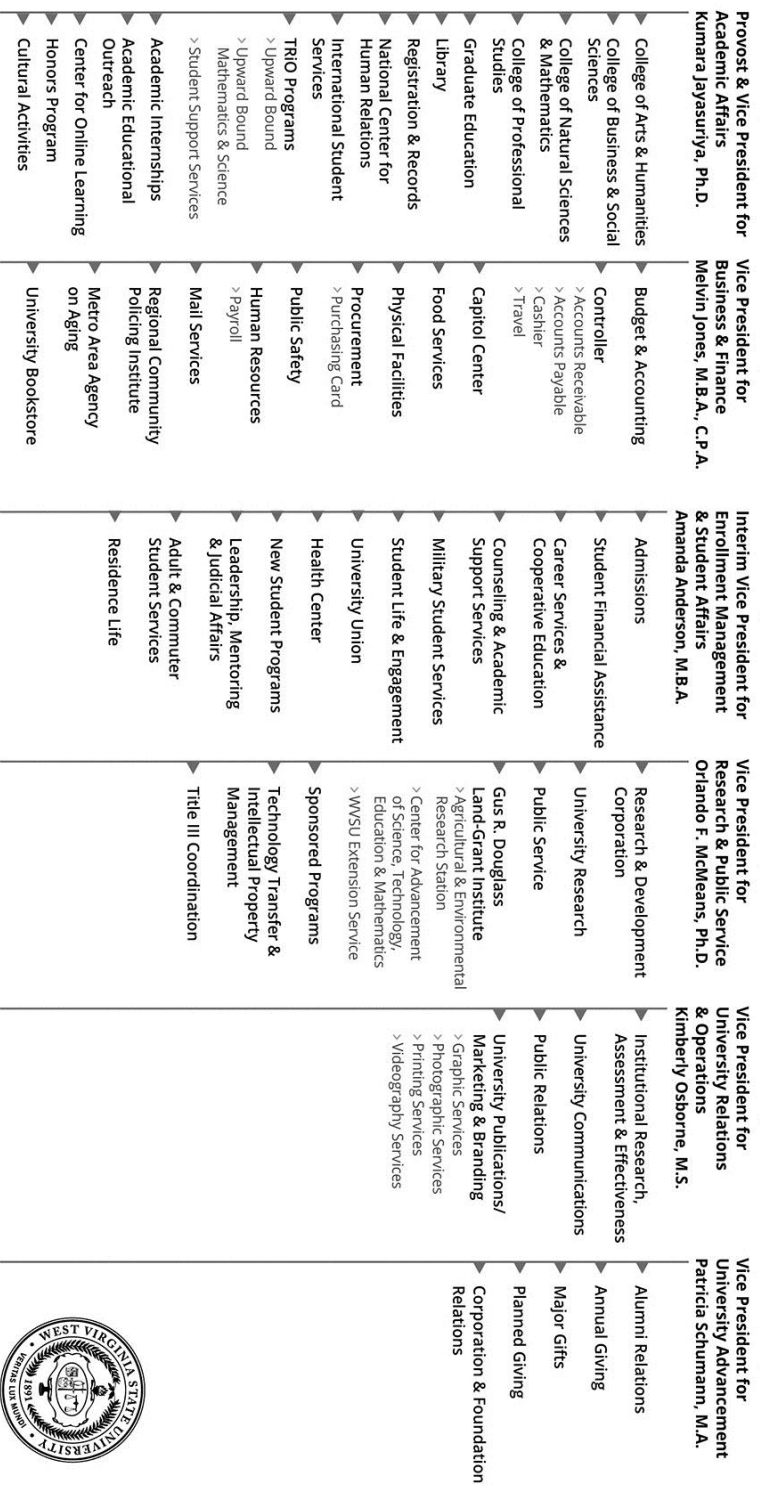 Provost & Vice President for
Academic Affairs
Kumara Jayasuriya, Ph.D.
College of Arts & Humanities
College of Business & Social
Sciences
College of Natural Sciences
& Mathematics
College of Professional
Studies
Graduate Education
Library
Registration & Records
National Center for
Human Relations
International Student
Services
TRiO Programs
> Upward Bound
> Upward Bound
Mathematics & Science
> Student Support Services
Academic Internships
Academic Educational
Outreach
Center for Online Learning
Honors Program
Cultural Activities
Vice President for
Business & Finance
Melvin Jones, M.B.A., C.P.A.
Budget & Accounting
Controller
> Accounts Receivable
> Accounts Payable
> Cashier
> Travel
Capitol Center
Food Services
Physical Facilities
Procurement
> Purchasing Card
Public Safety
Human Resources
> Payroll
Mail Services
Regional Community
Policing Institute
Metro Area Agency
on Aging
University Bookstore
Interim Vice President for
Enrollment Management
& Student Affairs
Amanda Anderson, M.B.A.
Admissions
Student Financial Assistance
Career Services &
Cooperative Education
Counseling & Academic
Support Services
Military Student Services
Student Life & Engagement
University Union
Health Center
New Student Programs
Leadership, Mentoring
& Judicial Affairs
Adult & Commuter
Student Services
Residence Life
Vice President for
Research & Public Service
Orlando F. McMeans, Ph.D.
Research & Development
Corporation
University Research
Public Service
Gus R. Douglass
Land-Grant Institute
> Agricultural & Environmental
Research Station
> Center for Advancement
of Science, Technology,
Education & Mathematics
> WVSU Extension Service
Sponsored Programs
Technology Transfer &
Intellectual Property
Management
Title III Coordination
Vice President for
University Relations
& Operations
Kimberly Osborne, M.S.
Institutional Research,
Assessment & Effectiveness
University Communications
Public Relations
University Publications/
Marketing & Branding
> Graphic Services
> Photographic Services
> Printing Services
> Videography Services
Vice President for
University Advancement
Patricia Schumann, M.A.
Alumni Relations
Annual Giving
Major Gifts
Planned Giving
Corporation & Foundation
Relations
WEST VIRGINIA STATE UNIVERSITY
1891
VERITAS LUX MUNDI